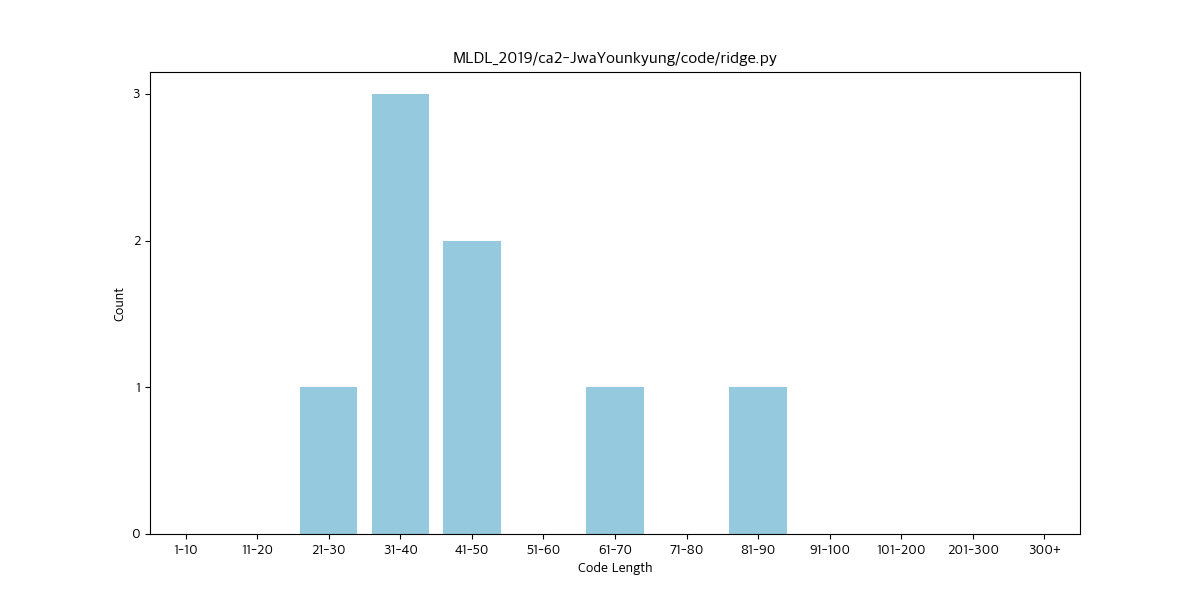 MLDL_2019/ca2-JwaYounkyung/code/ridge.py
3
2
1
0
Count
1-10 11-20 21-30 31-40 41-50 51-60 61-70 71-80 81-90 91-100 101-200 201-300 300+
Code Length